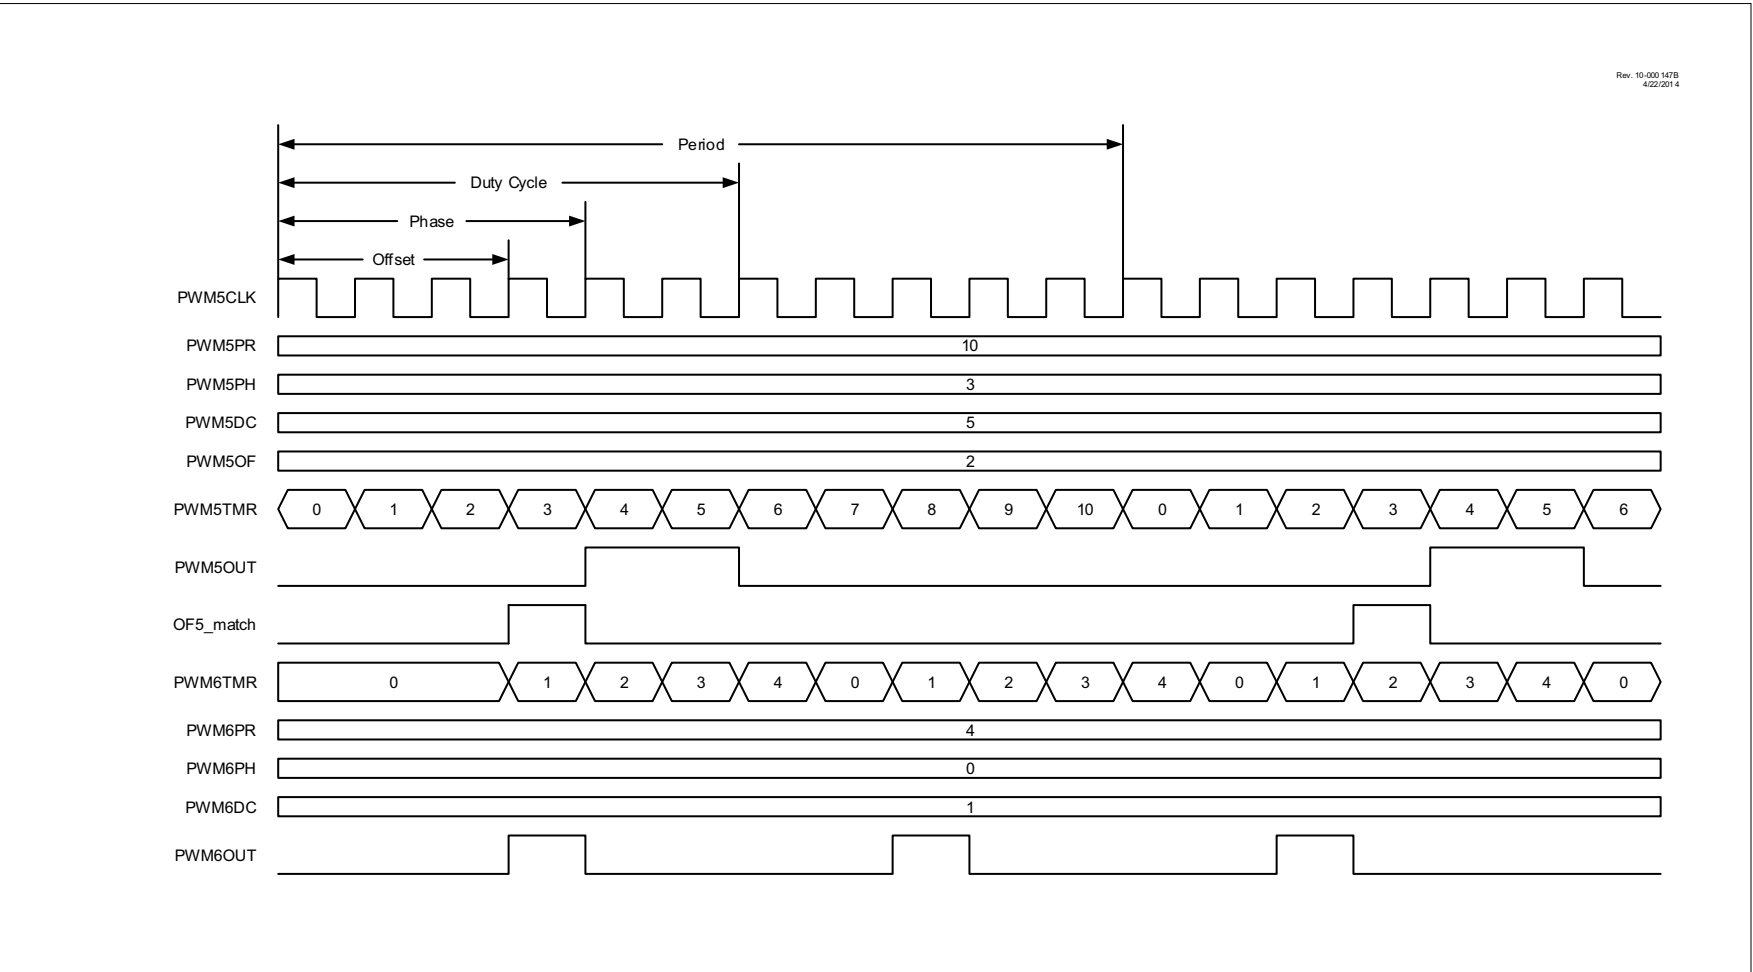 Rev. 10-000 147B
4/22/2014
Period
Duty Cycle
Phase
Offset
PWM5CLK
PWM5PR 10
PWM5PH 3
PWM5DC 5
PWM5OF 2
PWM5TMR 0 1 2 3 4 5 6 7 8 9 10 0 1 2 3 4 5 6
PWM5OUT
OF5_match
PWM6TMR 0 1 2 3 4 0 1 2 3 4 0 1 2 3 4 0
PWM6PR 4
PWM6PH 0
PWM6DC 1
PWM6OUT